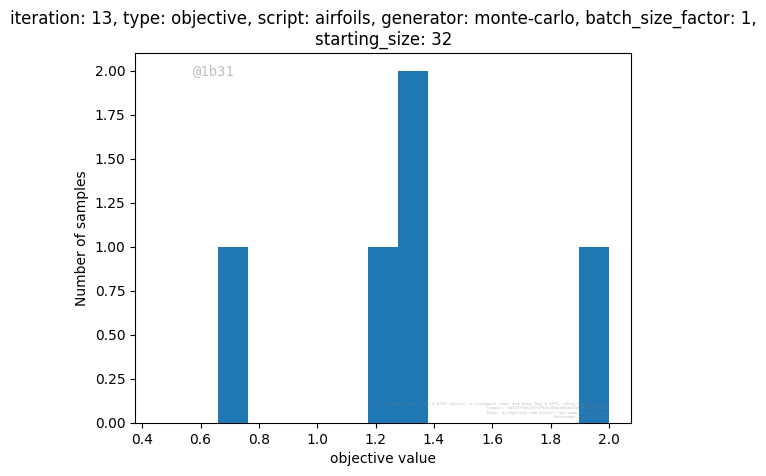 iteration: 13, type: objective, script: airfoils, generator: monte-carlo, batch_size_factor: 1,
starting_size: 32
@1b31
2.00
1.75
1.50
1.25
1.00
0.75
0.50
0.25
0.00
Number of samples
0.4 0.6 0.8 1.0 1.2 1.4 1.6 1.8 2.0
objective value